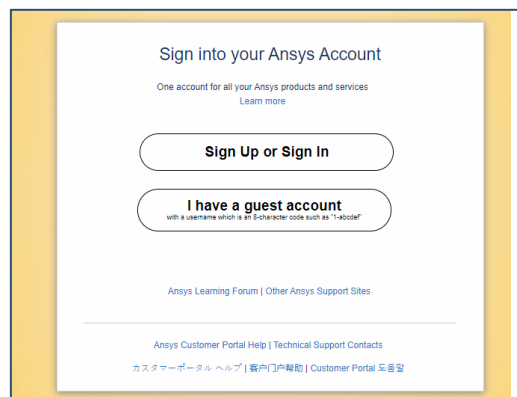 Sign into your Ansys Account
One account for all your Ansys products and services
Learn more
Sign Up or Sign In
I have a guest account
with a username which is an 8-character code such as "1-abcdef"
Ansys Learning Forum | Other Ansys Support Sites
Ansys Customer Portal Help | Technical Support Contacts
カスタマーポータル ヘルプ | 客户门户帮助 | Customer Portal 도움말